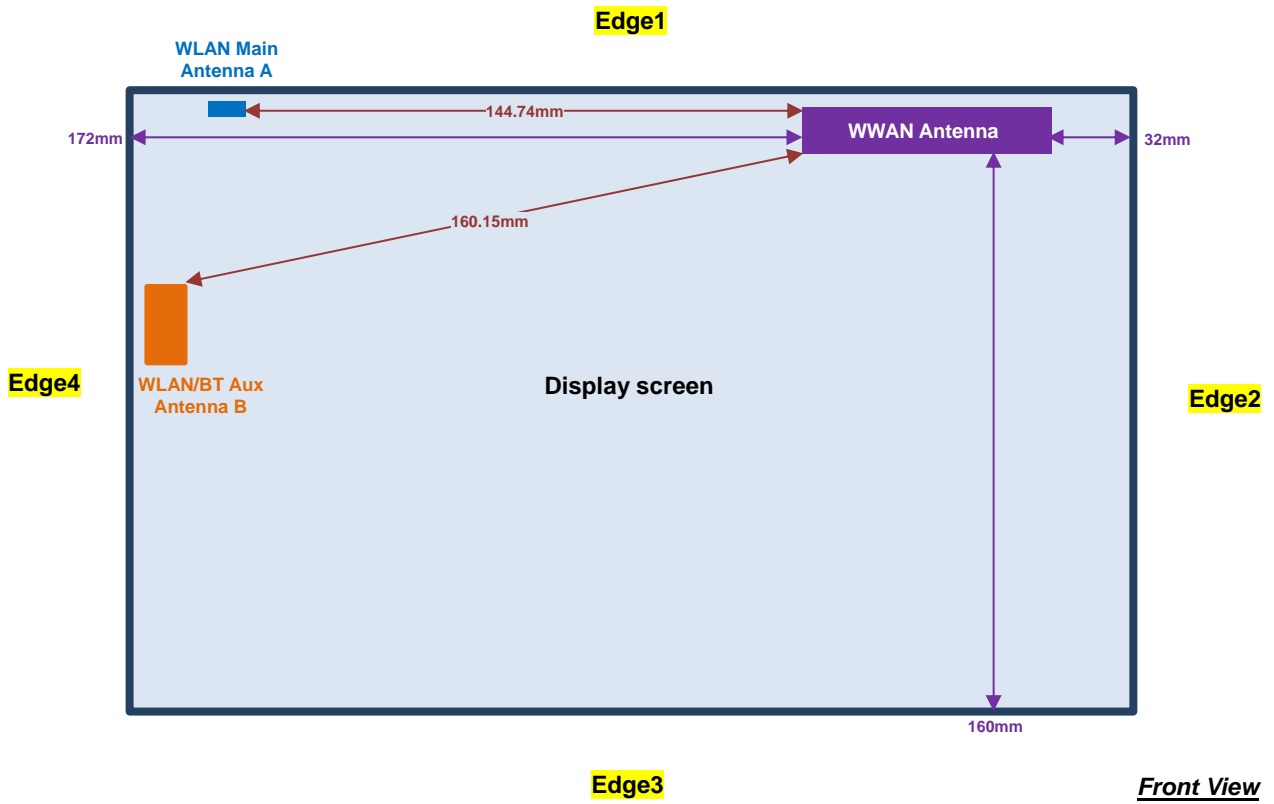 Edge1
WLAN Main
Antenna A
144.74mm
WWAN Antenna
172mm
32mm
160.15mm
Edge4
WLAN/BT Aux
Antenna B
Display screen
Edge2
160mm
Edge3
Front View